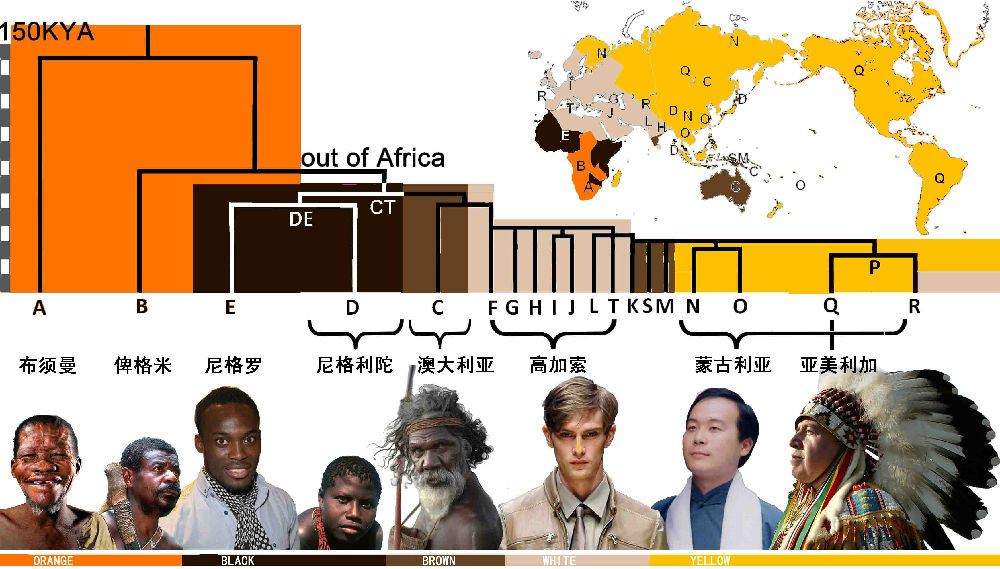 150KYA
N
N
Q
C
R
I
G
T
J
R
D
N
O
D
L
H
O
D
E
B
A
SM
C
C
O
Q
Q
out of Africa
CT
DE
P
A B E D C F G H I J L T K S M N O Q R
布须曼 俾格米 尼格罗 尼格利陀 澳大利亚 高加索 蒙古利亚 亚美利加
ORANGE BLACK BROWN WHITE YELLOW